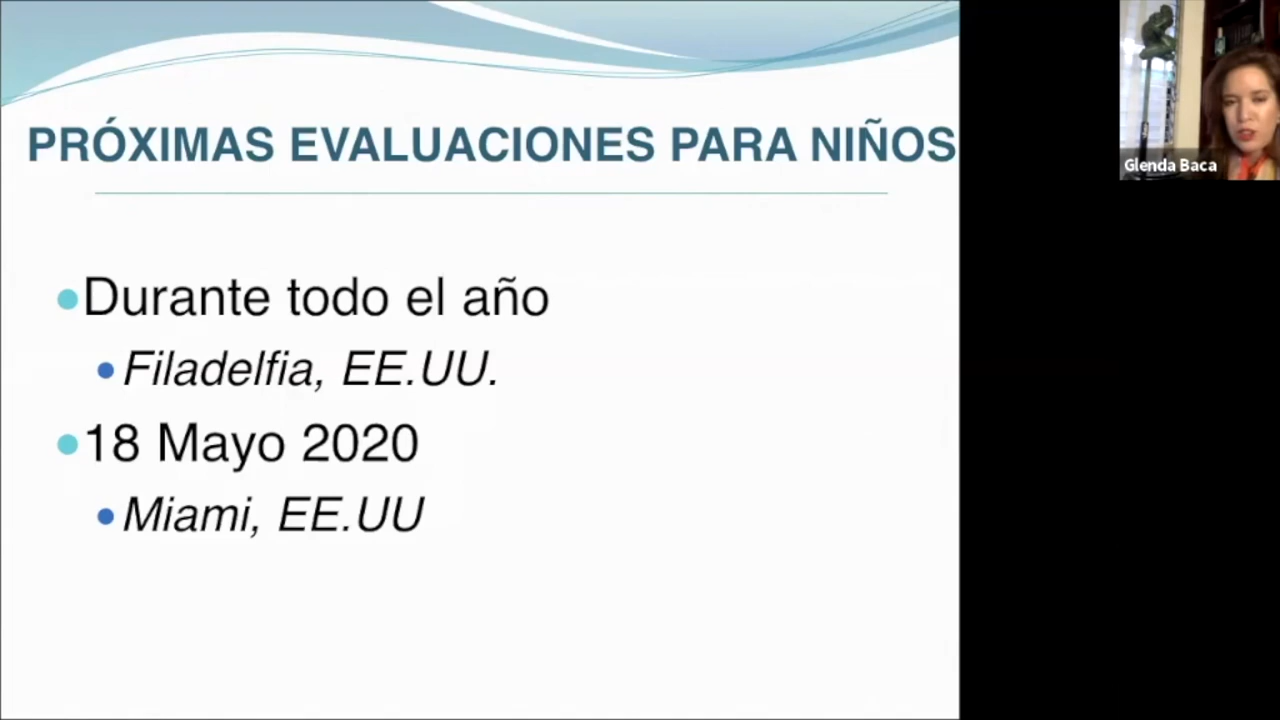 PRÓXIMAS EVALUACIONES PARA NIÑOS
Durante todo el año
Filadelfia, EE.UU.
18 Mayo 2020
Miami, EE.UU
Glenda Baca